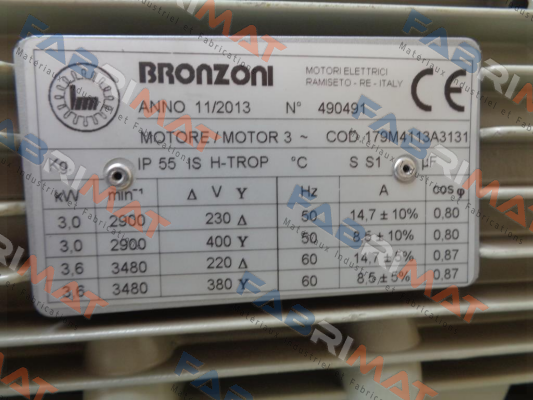 BRONZONI
MOTORI ELETTRICI
RAMISETO - RE - ITALY
CE
bm
ANNO 11/2013 N° 490491
MOTORE / MOTOR 3 ~ COD. 179M4113A3131
IP 55 IS H-TROP °C S S1 µF
kW min⁻¹ Δ V Y Hz A cos φ
3,0 2900 230 Δ 50 14,7 ± 10% 0,80
3,0 2900 400 Y 50 8,5 ± 10% 0,80
3,6 3480 220 Δ 60 14,7 ± 5% 0,87
3,6 3480 380 Y 60 8,5 ± 5% 0,87
FABRIMAT